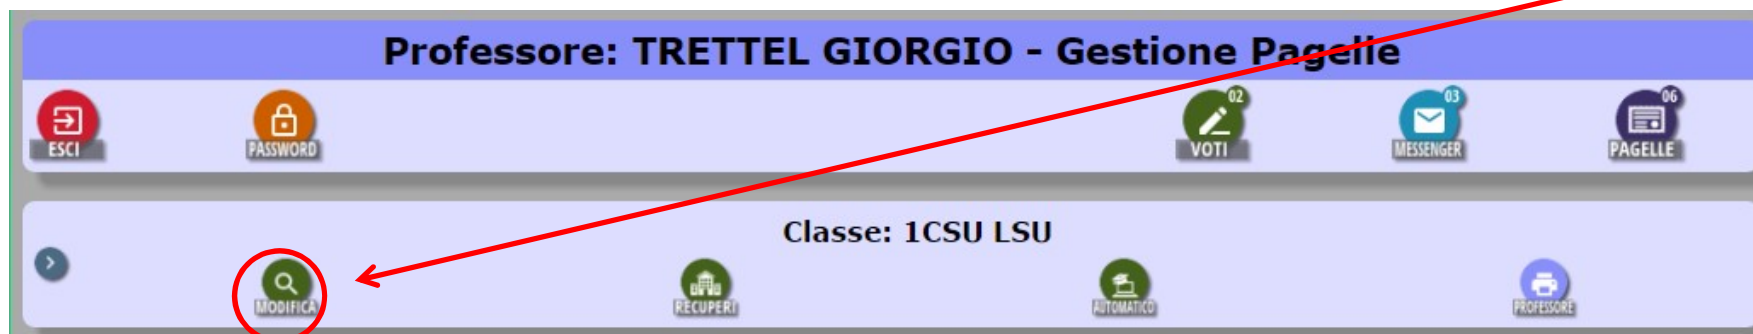 Professore: TRETTEL GIORGIO - Gestione Pagelle
02 03 06
ESCI PASSWORD VOTI MESSENGER PAGELLE
Classe: 1CSU LSU
MODIFICA RECUPERI AUTOMATICO PROFESSORE